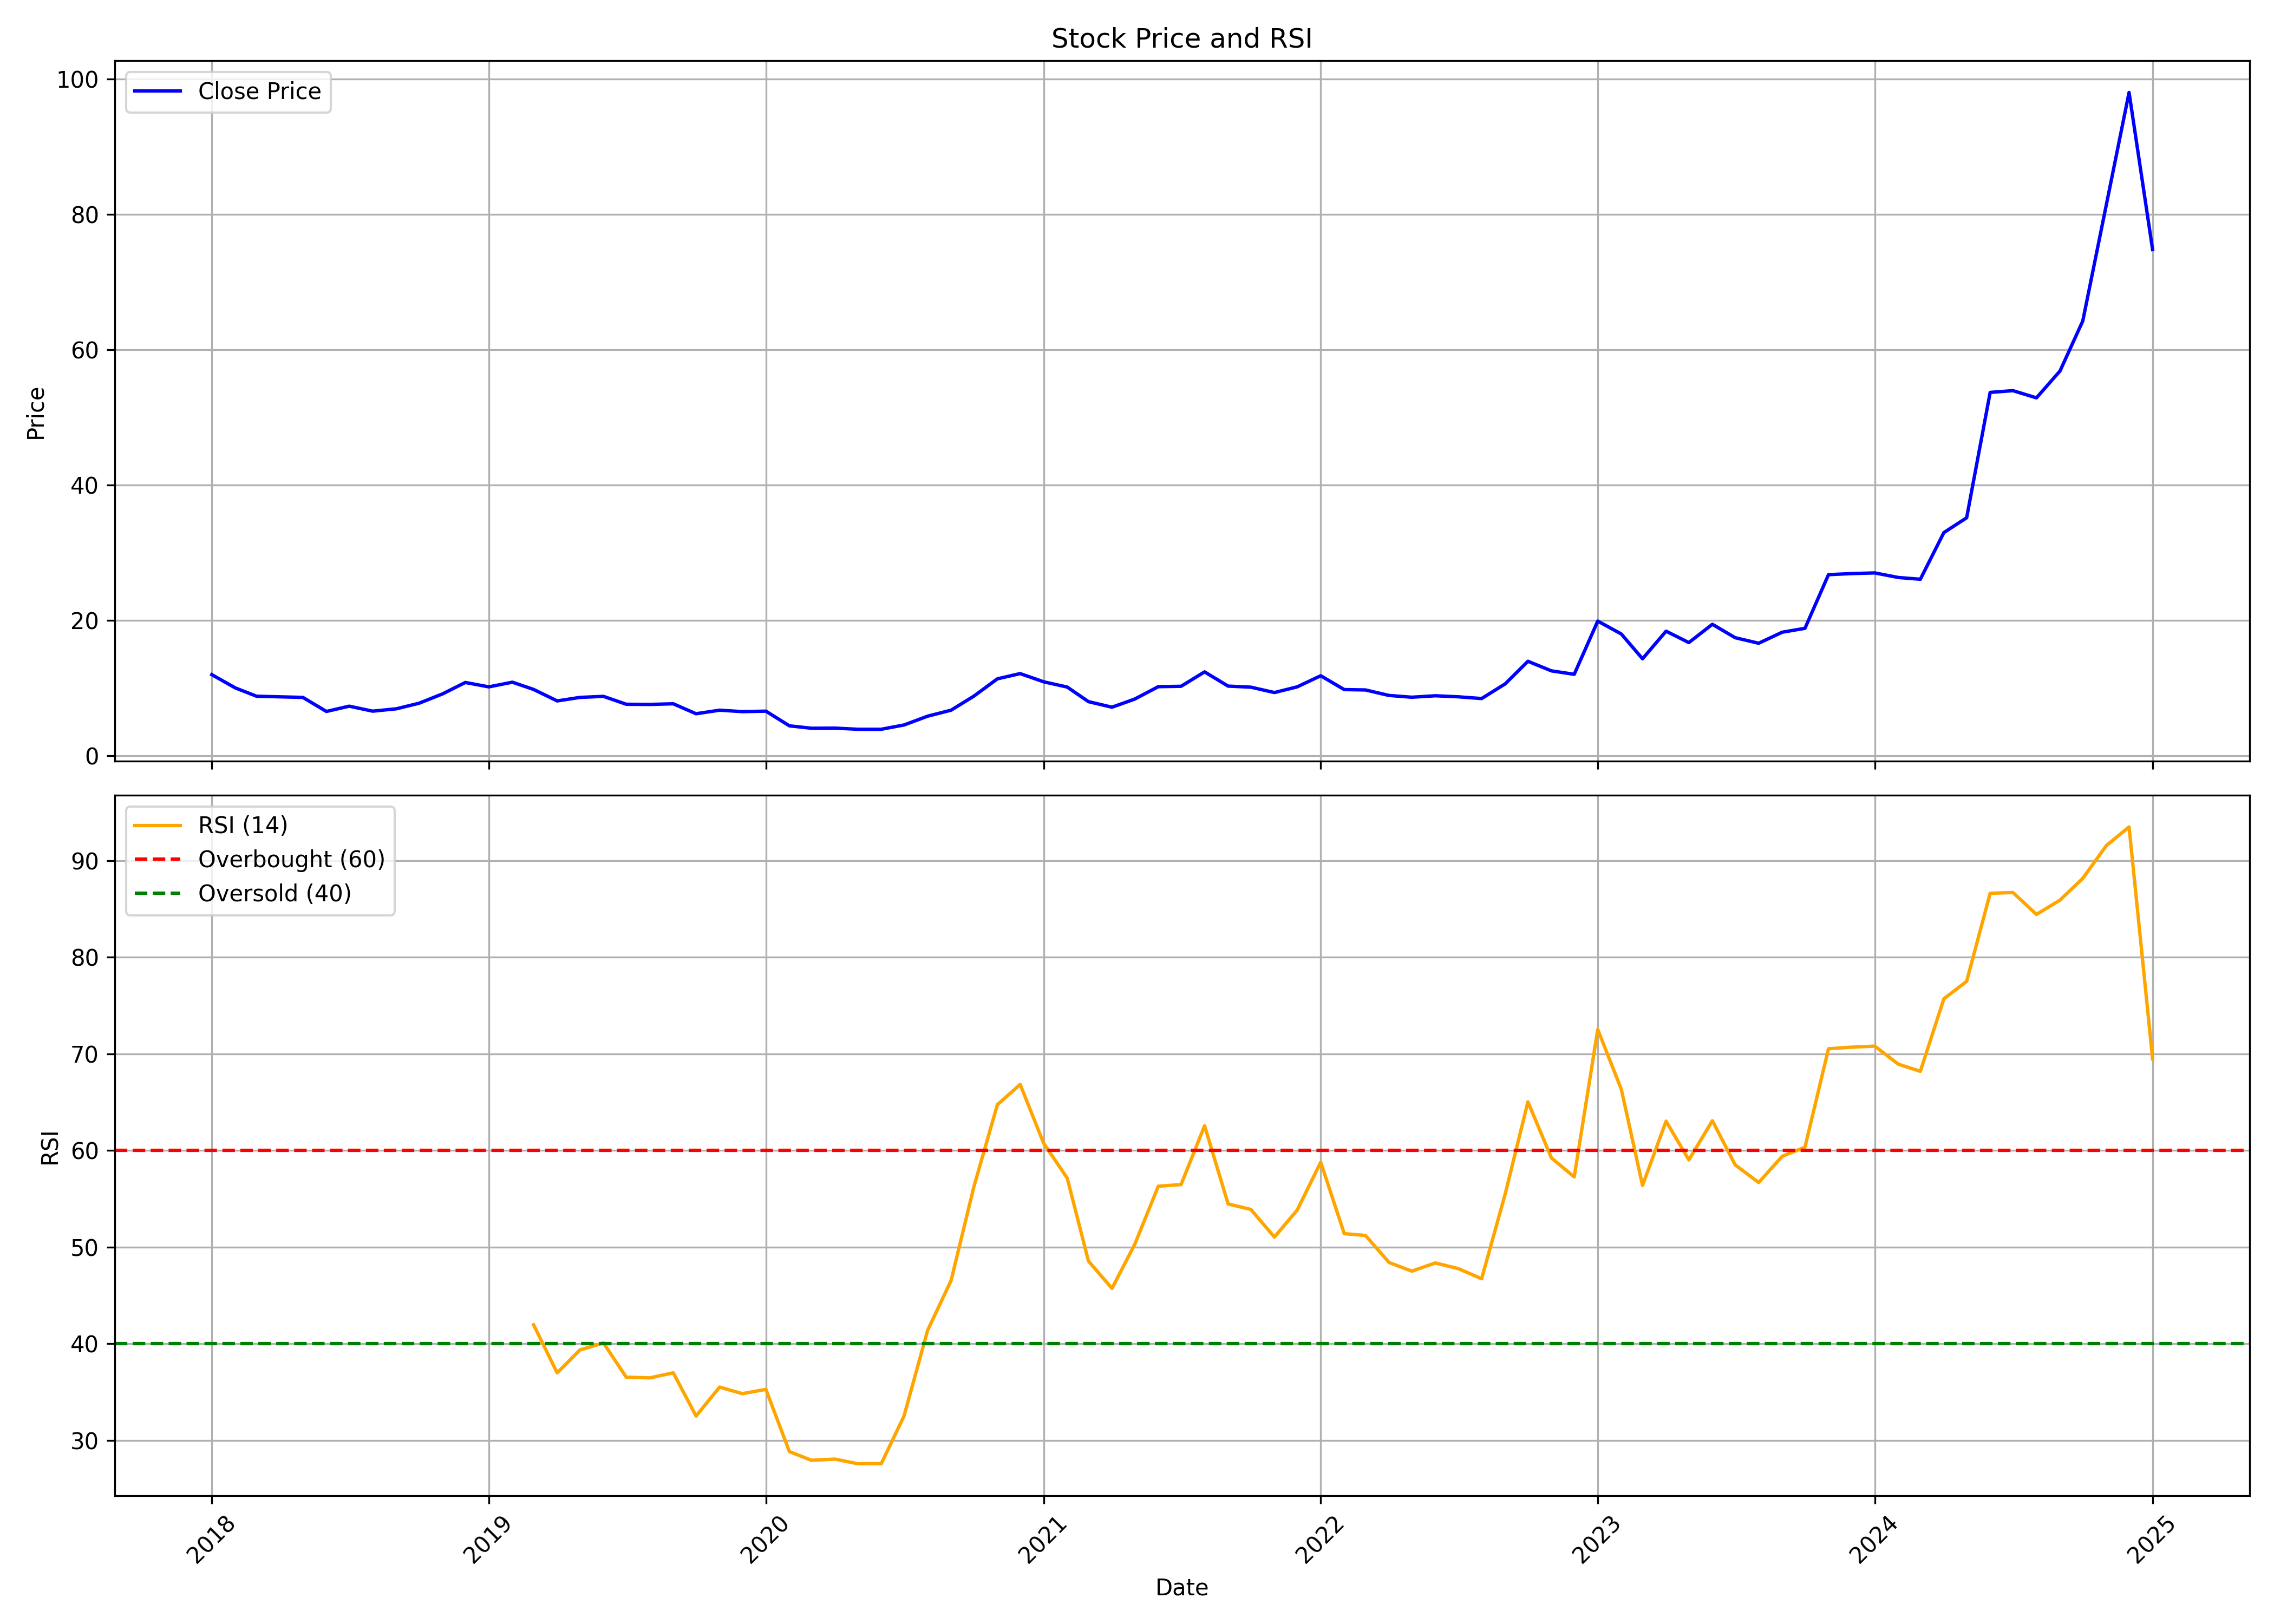 Stock Price and RSI
Close Price
Price
100
80
60
40
20
0
RSI (14)
Overbought (60)
Oversold (40)
RSI
90
80
70
60
50
40
30
2018
2019
2020
2021
2022
2023
2024
2025
Date